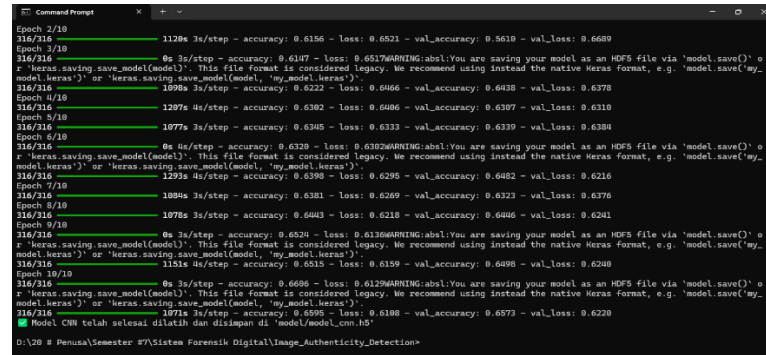 Command Prompt
Epoch 2/10
316/316 1120s 3s/step - accuracy: 0.6156 - loss: 0.6521 - val_accuracy: 0.5610 - val_loss: 0.6689
Epoch 3/10
316/316 0s 3s/step - accuracy: 0.6147 - loss: 0.6517WARNING:absl:You are saving your model as an HDF5 file via `model.save()` o
r `keras.saving.save_model(model)`. This file format is considered legacy. We recommend using instead the native Keras format, e.g. `model.save('my_
model.keras')` or `keras.saving.save_model(model, 'my_model.keras')`.
316/316 1098s 3s/step - accuracy: 0.6222 - loss: 0.6466 - val_accuracy: 0.6438 - val_loss: 0.6378
Epoch 4/10
316/316 1207s 4s/step - accuracy: 0.6302 - loss: 0.6406 - val_accuracy: 0.6307 - val_loss: 0.6310
Epoch 5/10
316/316 1077s 3s/step - accuracy: 0.6345 - loss: 0.6333 - val_accuracy: 0.6339 - val_loss: 0.6384
Epoch 6/10
316/316 0s 4s/step - accuracy: 0.6320 - loss: 0.6302WARNING:absl:You are saving your model as an HDF5 file via `model.save()` o
r `keras.saving.save_model(model)`. This file format is considered legacy. We recommend using instead the native Keras format, e.g. `model.save('my_
model.keras')` or `keras.saving.save_model(model, 'my_model.keras')`.
316/316 1293s 4s/step - accuracy: 0.6398 - loss: 0.6295 - val_accuracy: 0.6482 - val_loss: 0.6216
Epoch 7/10
316/316 1084s 3s/step - accuracy: 0.6381 - loss: 0.6269 - val_accuracy: 0.6323 - val_loss: 0.6376
Epoch 8/10
316/316 1078s 3s/step - accuracy: 0.6443 - loss: 0.6218 - val_accuracy: 0.6446 - val_loss: 0.6241
Epoch 9/10
316/316 0s 3s/step - accuracy: 0.6524 - loss: 0.6136WARNING:absl:You are saving your model as an HDF5 file via `model.save()` o
r `keras.saving.save_model(model)`. This file format is considered legacy. We recommend using instead the native Keras format, e.g. `model.save('my_
model.keras')` or `keras.saving.save_model(model, 'my_model.keras')`.
316/316 1151s 4s/step - accuracy: 0.6515 - loss: 0.6159 - val_accuracy: 0.6498 - val_loss: 0.6240
Epoch 10/10
316/316 0s 3s/step - accuracy: 0.6606 - loss: 0.6129WARNING:absl:You are saving your model as an HDF5 file via `model.save()` o
r `keras.saving.save_model(model)`. This file format is considered legacy. We recommend using instead the native Keras format, e.g. `model.save('my_
model.keras')` or `keras.saving.save_model(model, 'my_model.keras')`.
316/316 1071s 3s/step - accuracy: 0.6595 - loss: 0.6108 - val_accuracy: 0.6573 - val_loss: 0.6220
✅ Model CNN telah selesai dilatih dan disimpan di 'model/model_cnn.h5'
D:\20 # Penusa\Semester #7\Sistem Forensik Digital\Image_Authenticity_Detection>